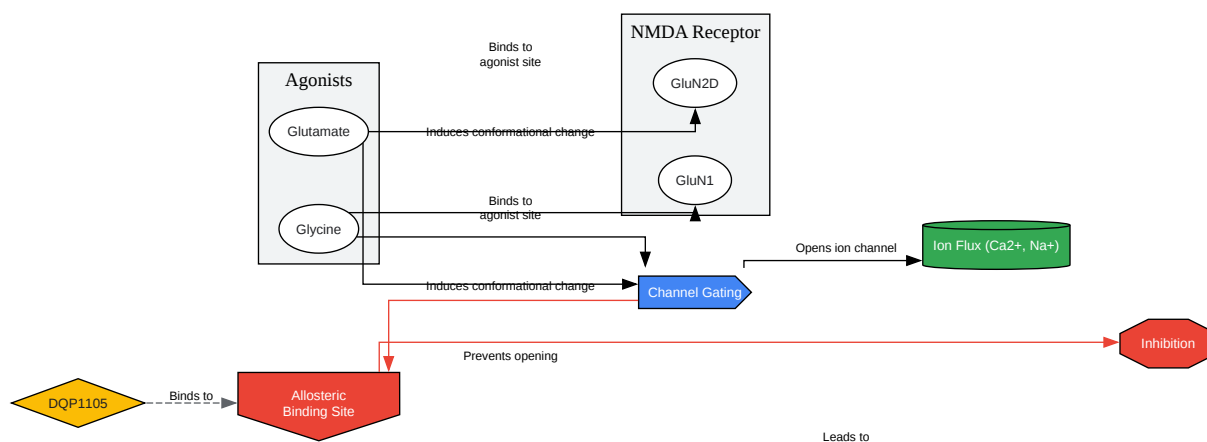 NMDA Receptor
Binds to
agonist site
Agonists
GluN2D
Glutamate
Induces conformational change
GluN1
Binds to
agonist site
Glycine
Opens ion channel
Ion Flux (Ca2+, Na+)
Induces conformational change
Channel Gating
Prevents opening
Inhibition
DQP1105
Binds to
Allosteric
Binding Site
Leads to